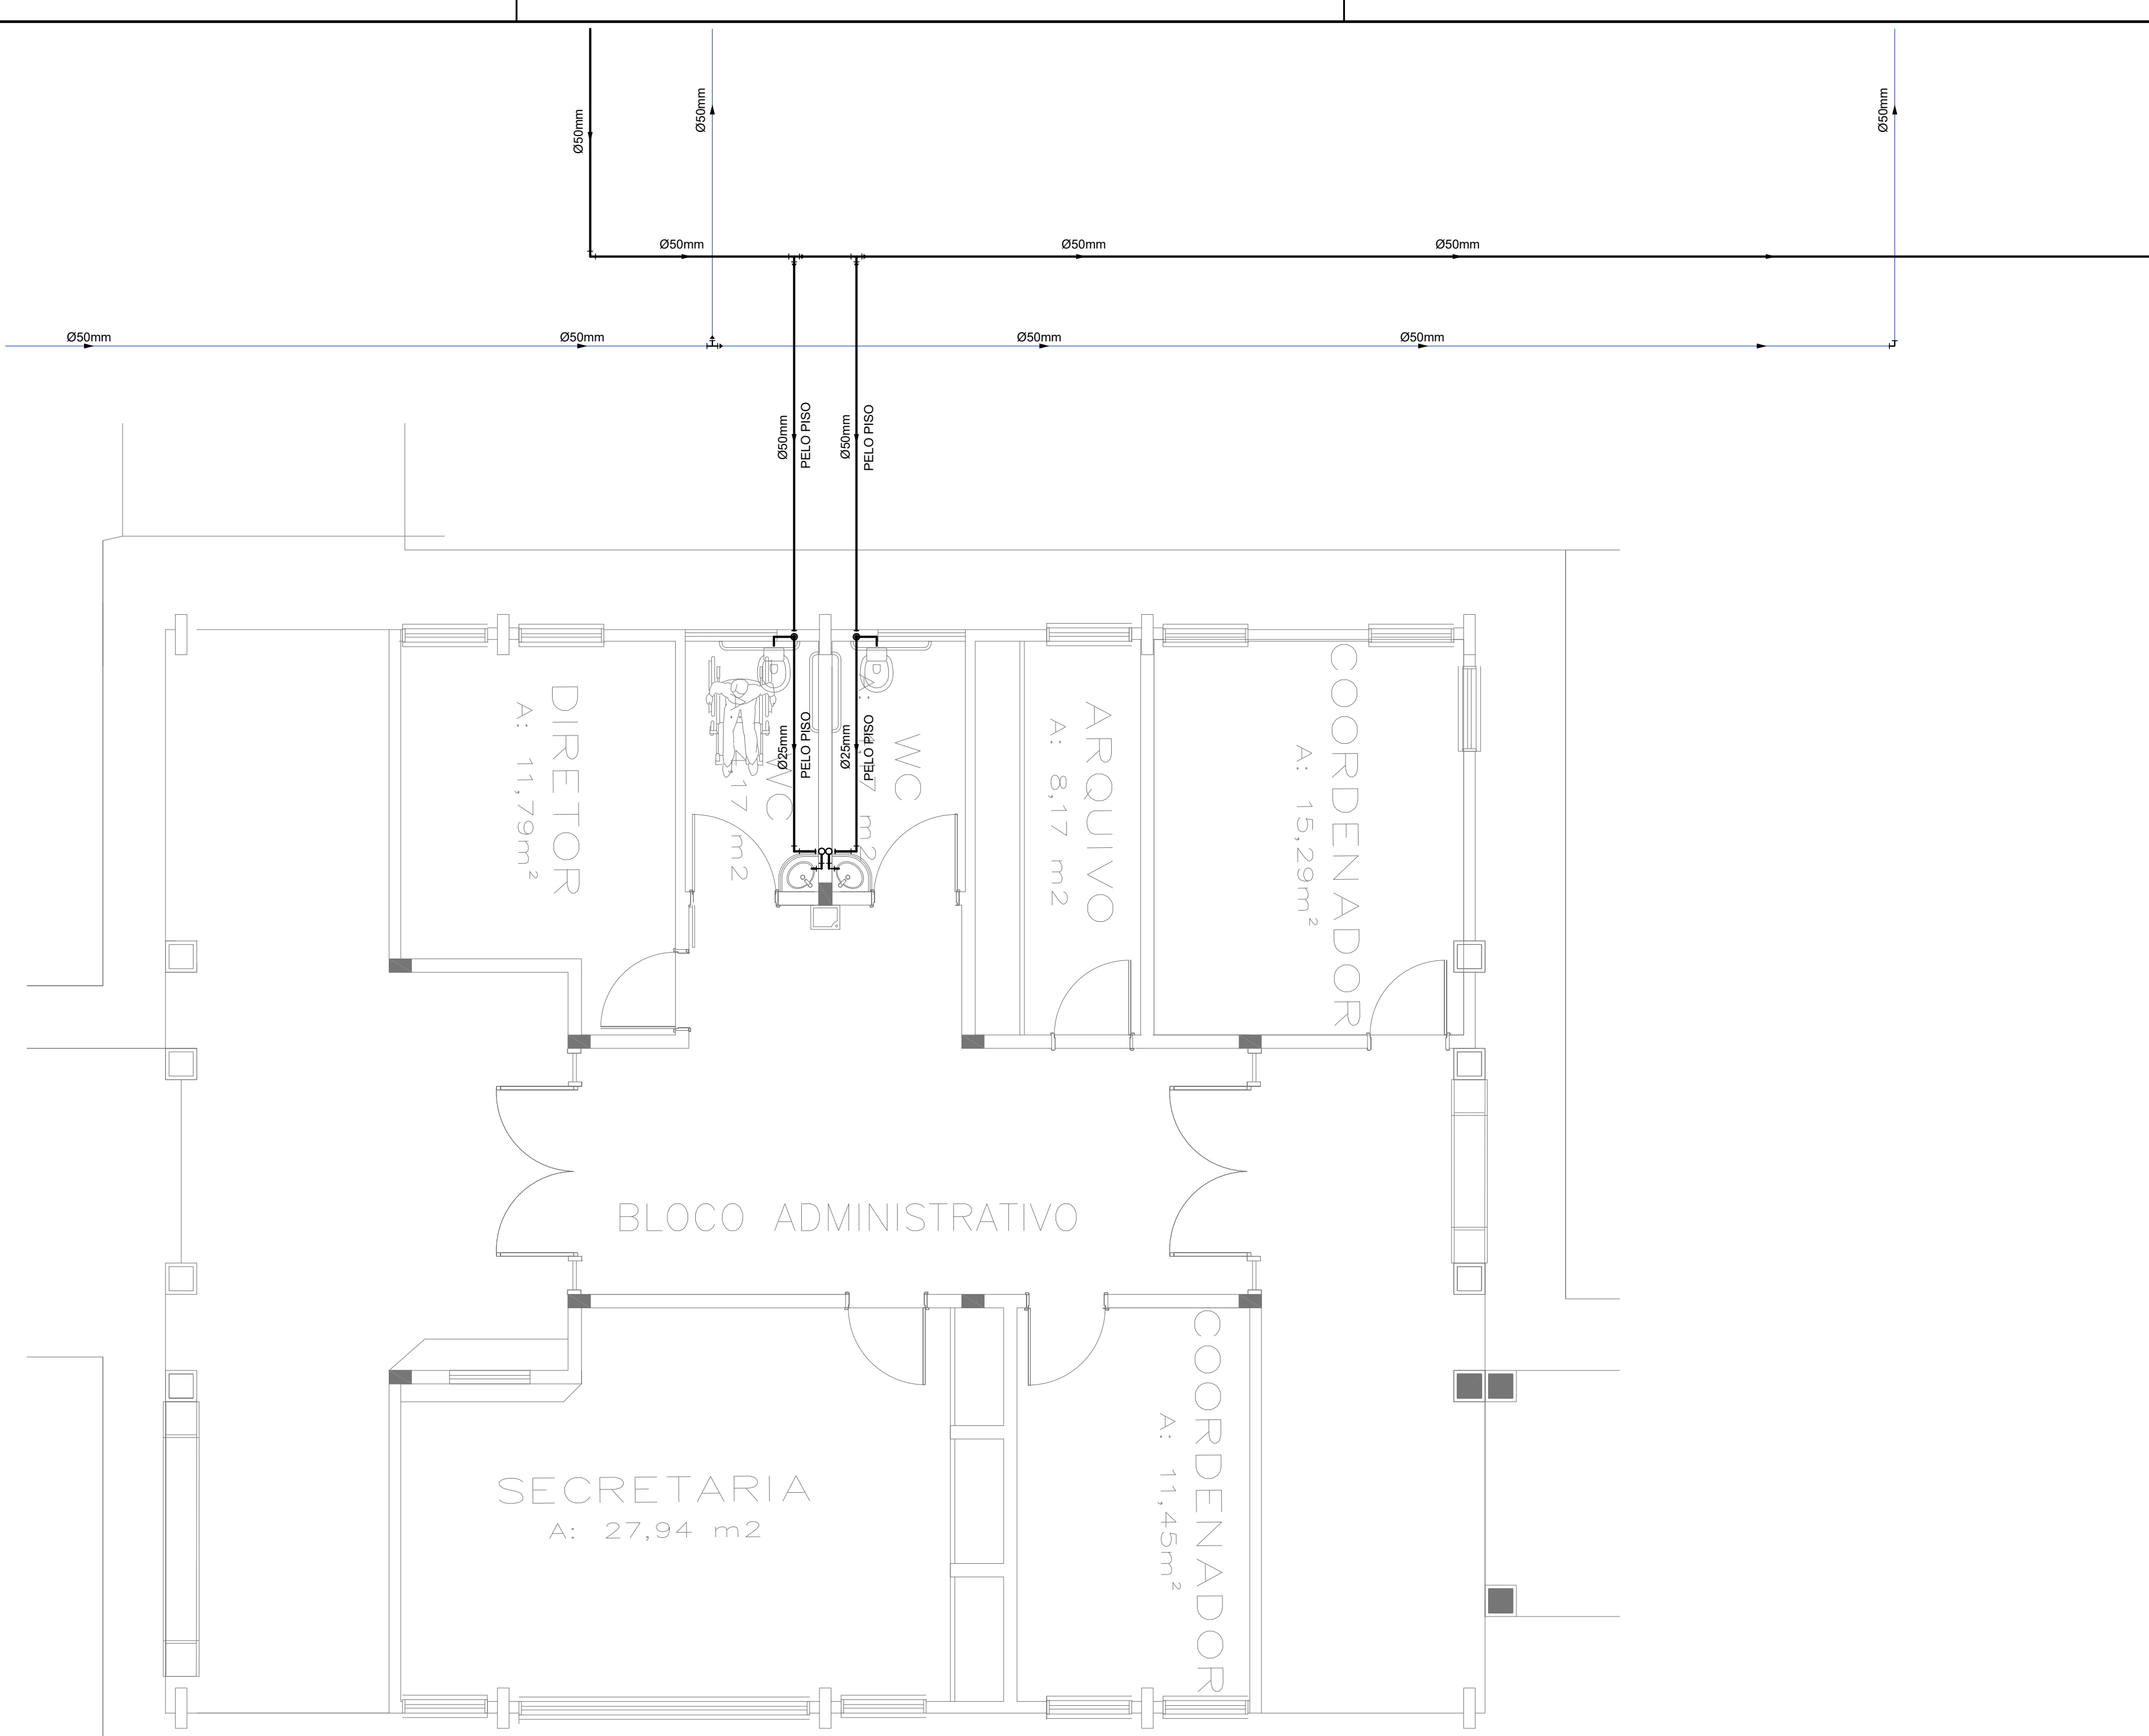 Ø50mm
Ø50mm
Ø50mm
Ø50mm
Ø50mm
Ø50mm
Ø50mm
Ø50mm
Ø50mm
Ø50mm
Ø50mm
PELO PISO
Ø50mm
PELO PISO
DIRETOR
A: 11,79m²
WC
Ø25mm
PELO PISO
Ø25mm
PELO PISO
WC
ARQUIVO
A: 8,17 m2
COORDENADOR
A: 15,29m²
BLOCO ADMINISTRATIVO
SECRETARIA
A: 27,94 m2
COORDENADOR
A: 11,45m²